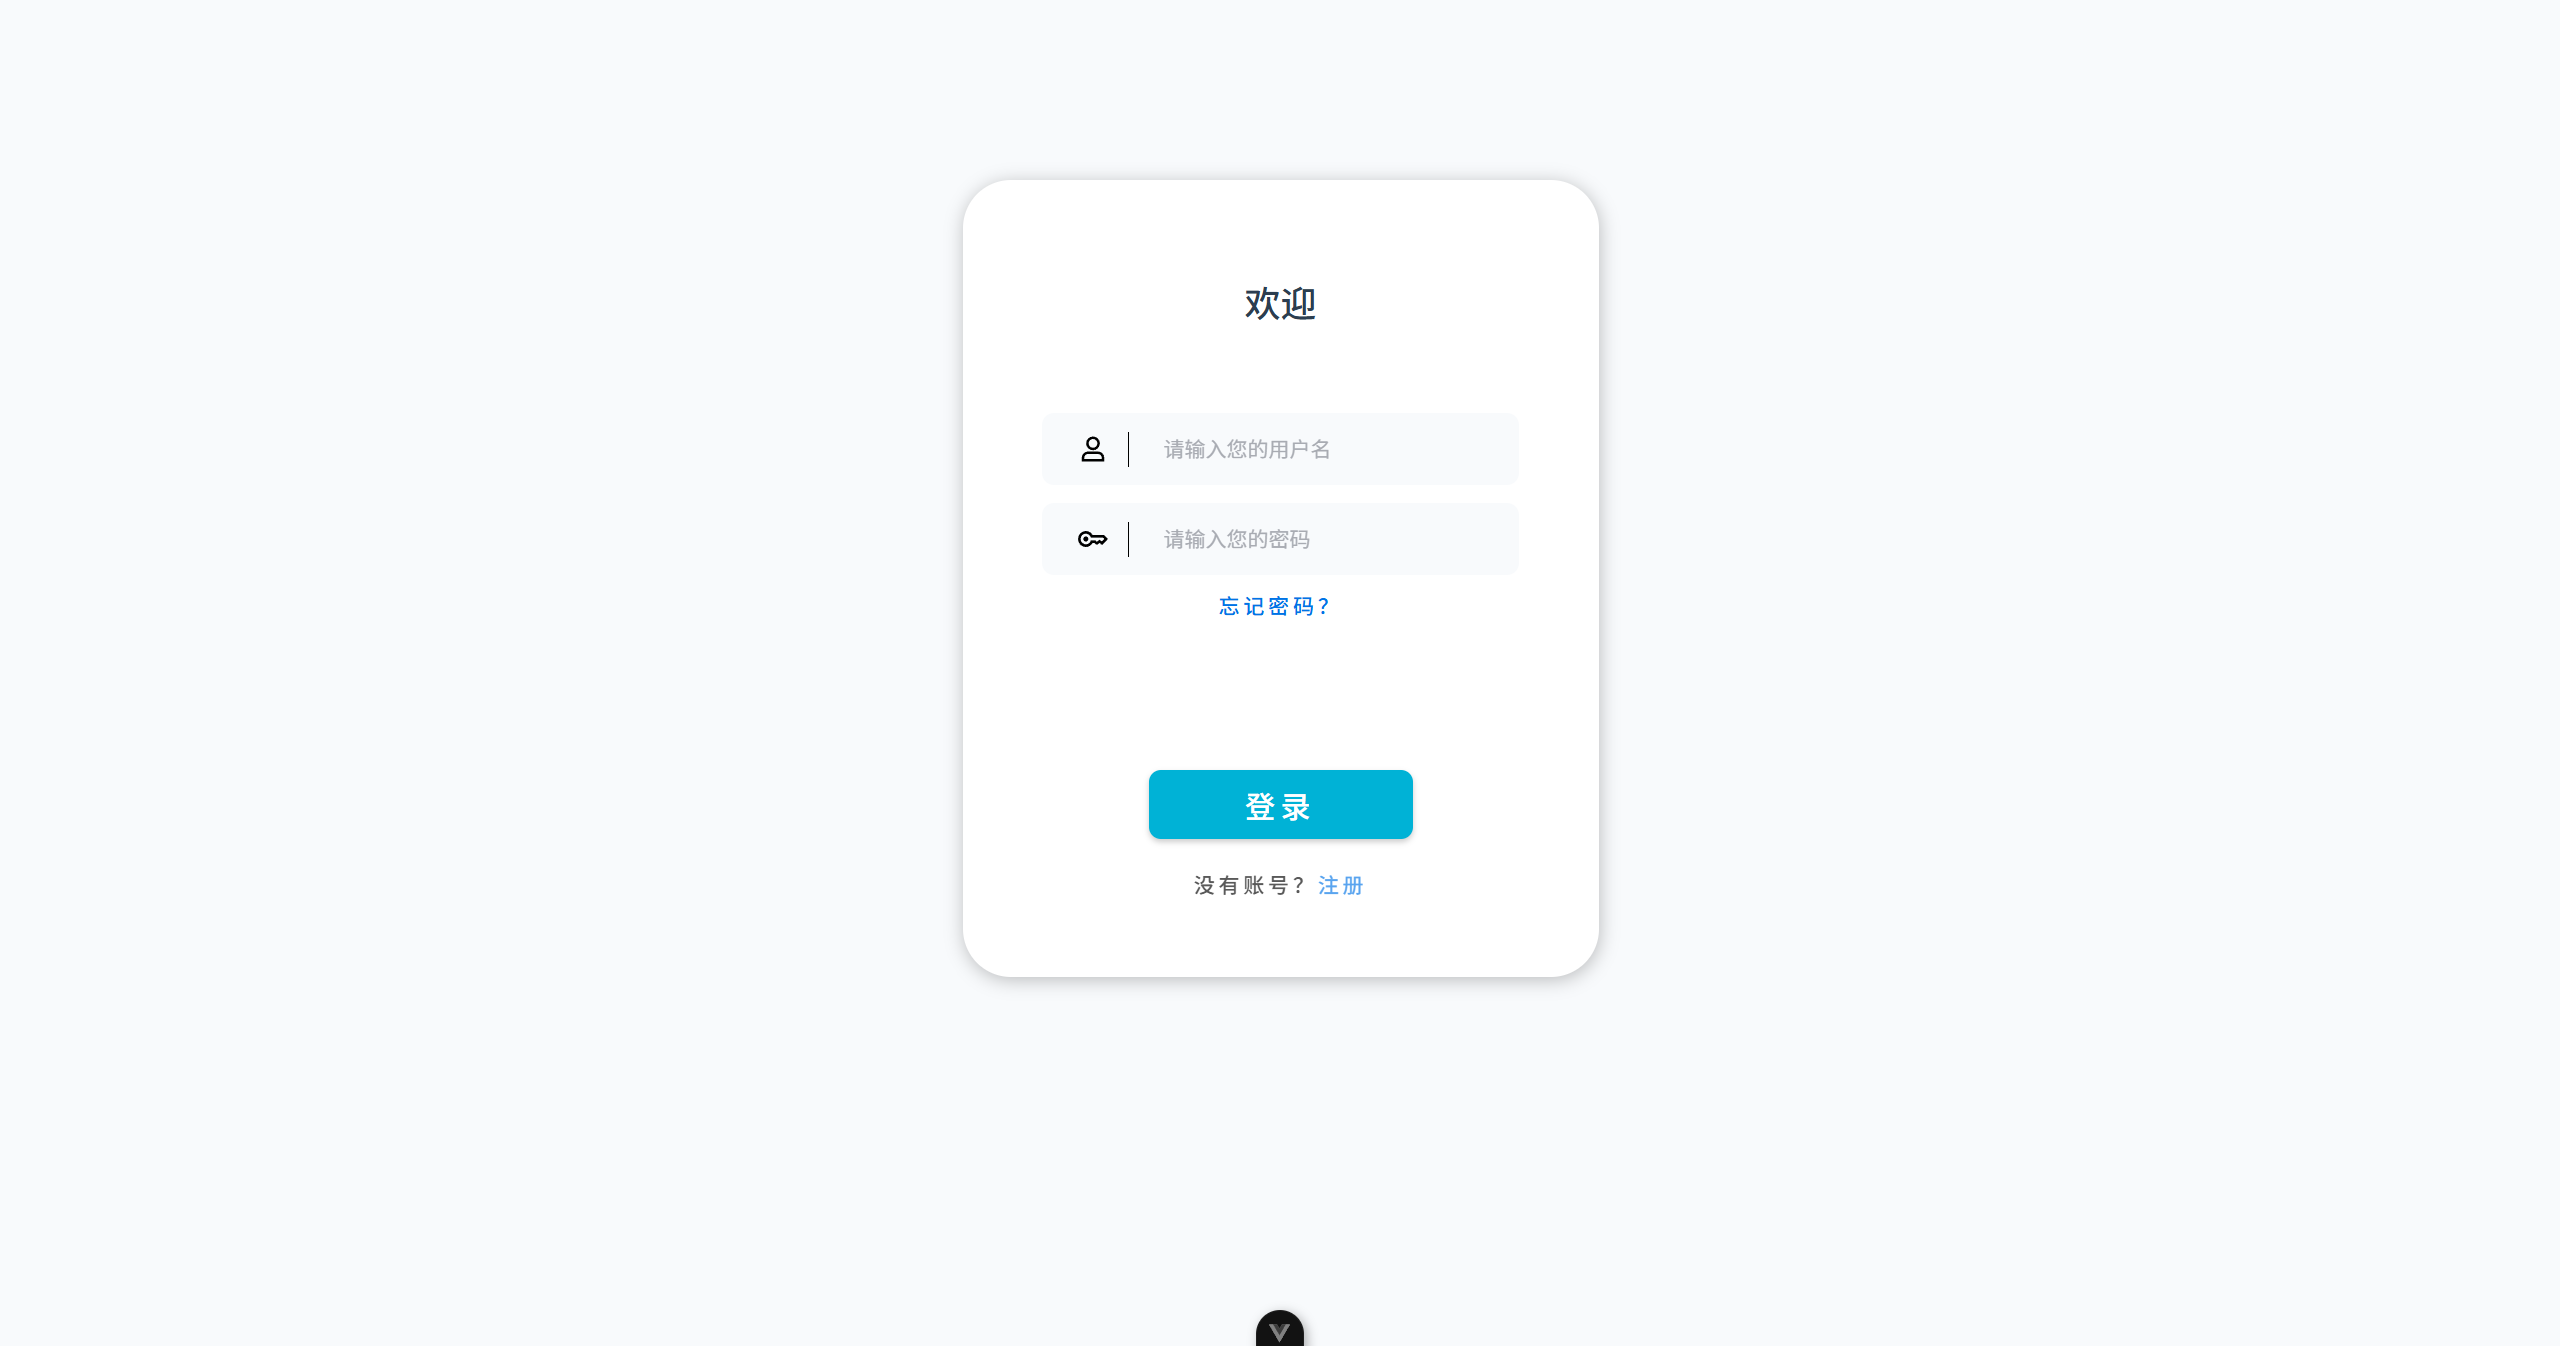 欢迎
请输入您的用户名
请输入您的密码
忘记密码？
登录
没有账号？ 注册